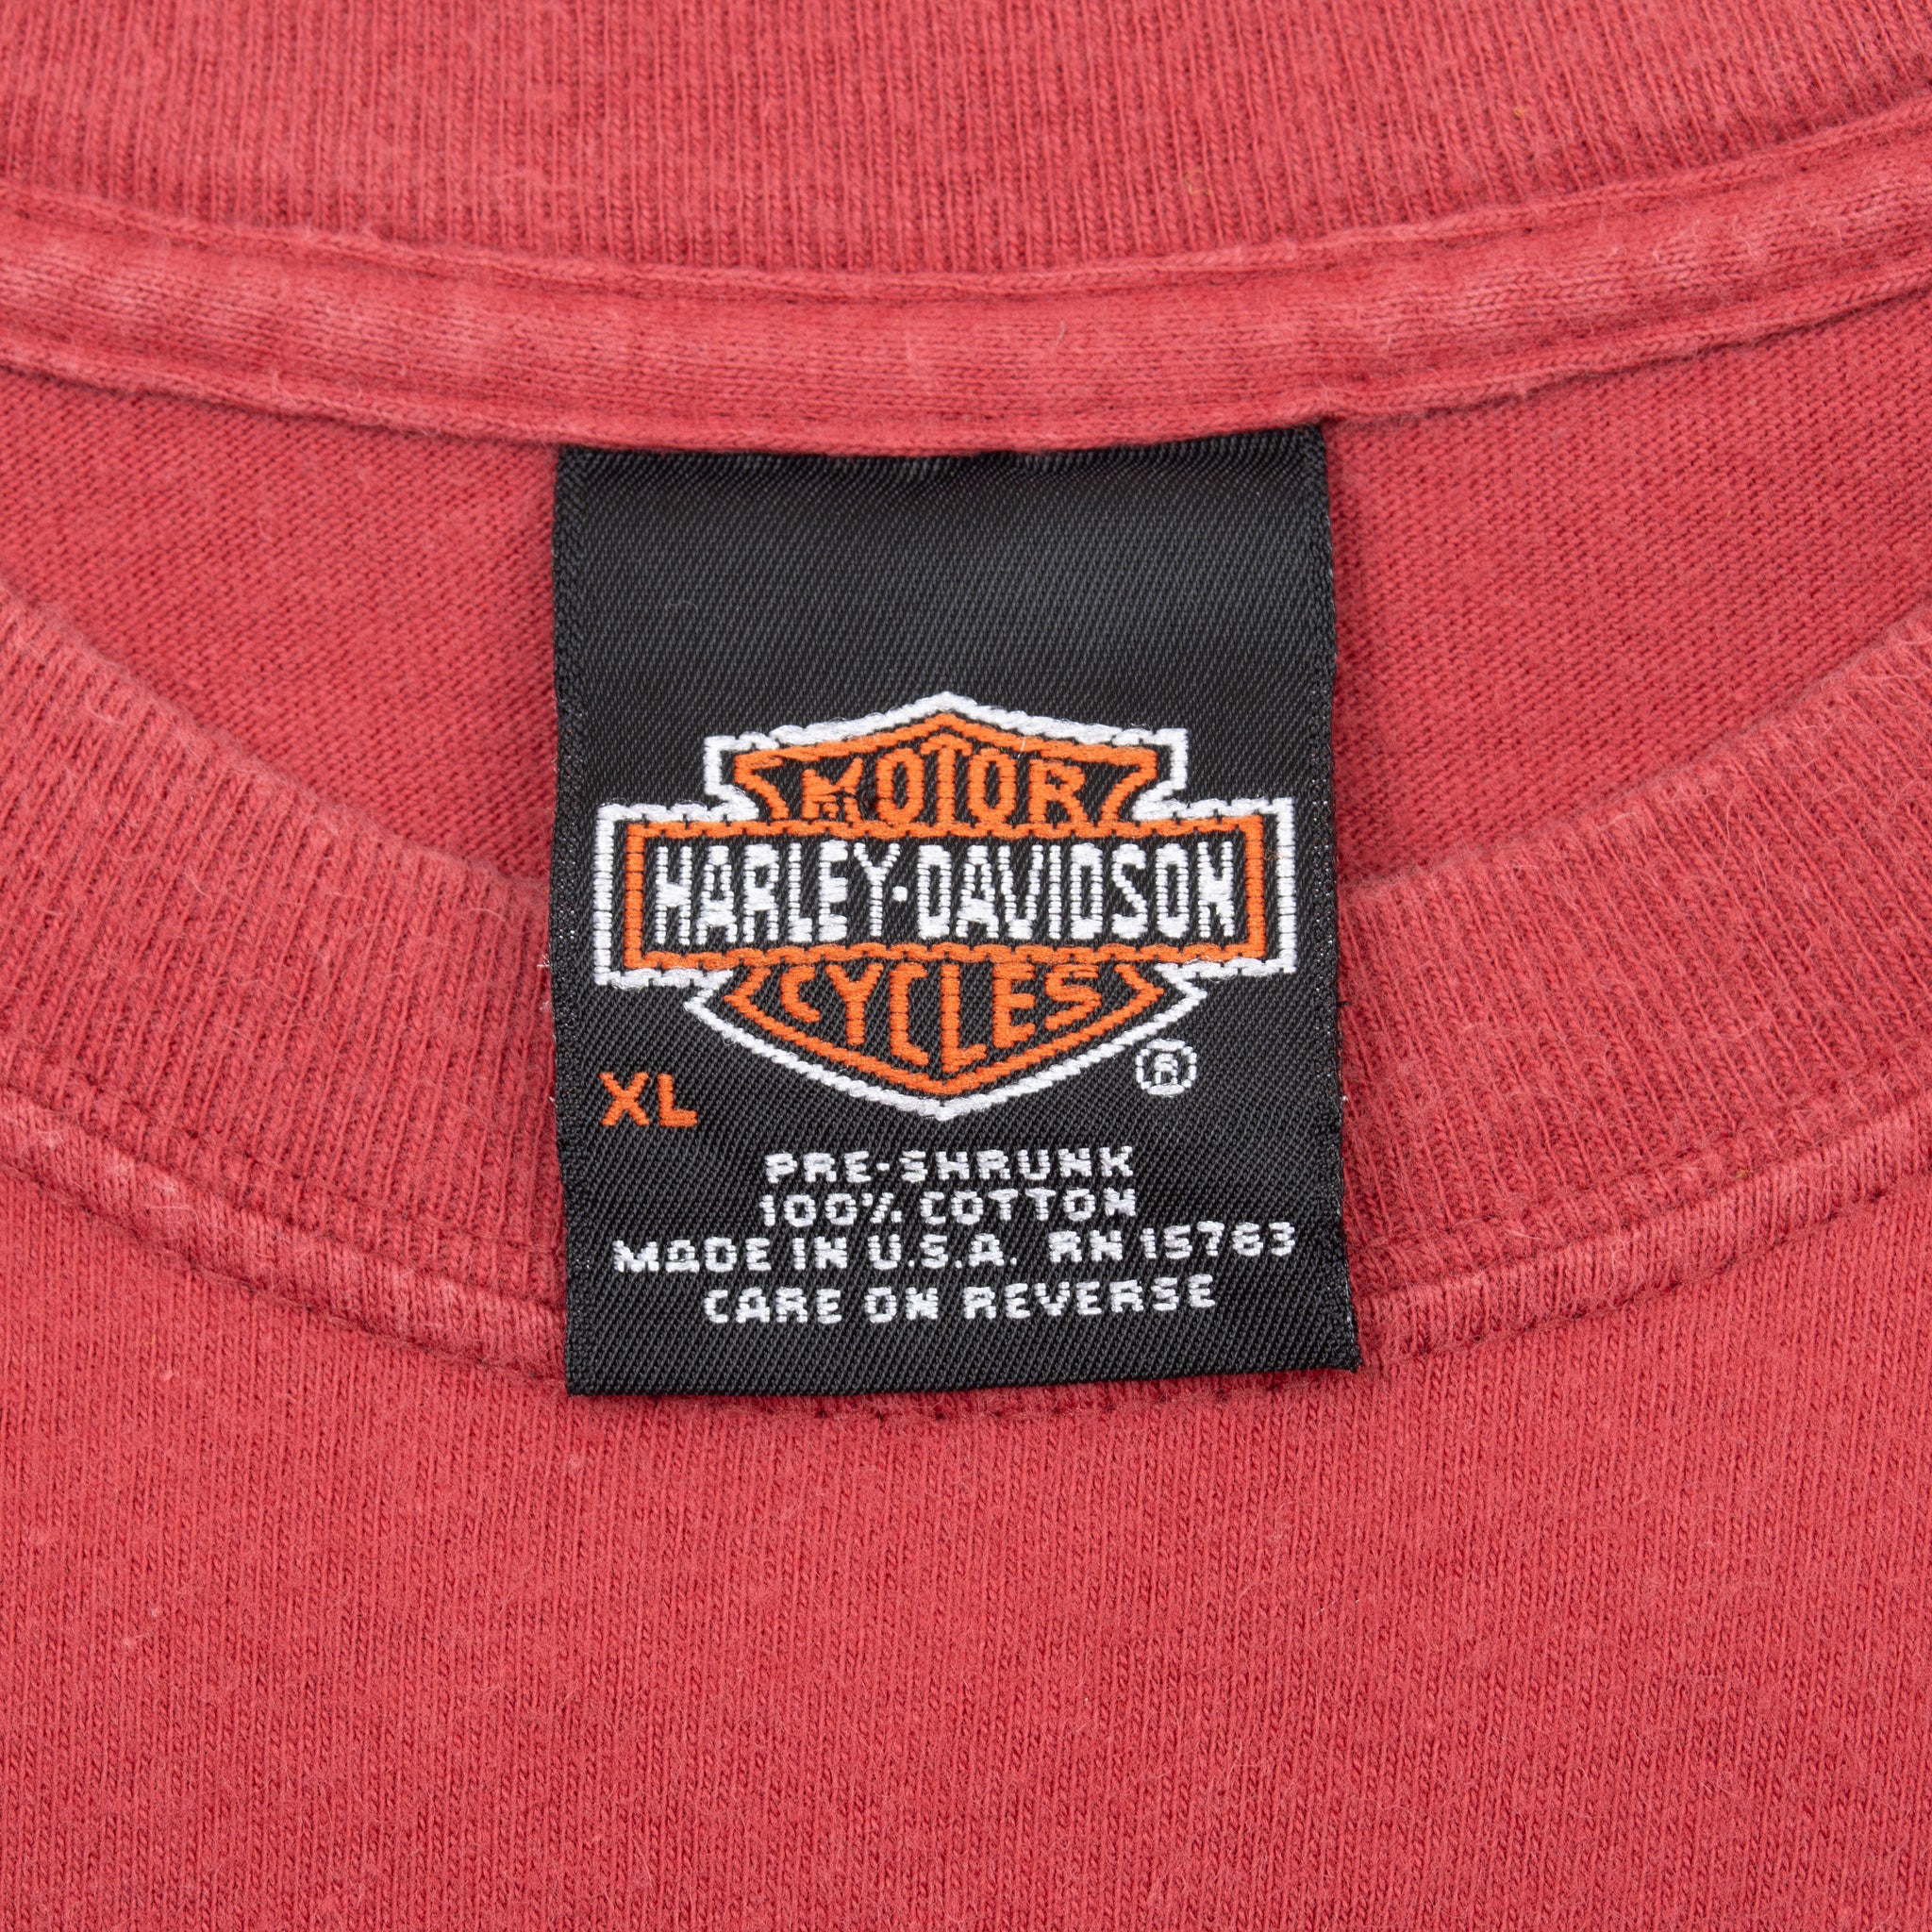 MOTOR
HARLEY-DAVIDSON
CYCLES
®
XL
PRE-SHRUNK
100% COTTON
MADE IN U.S.A. RN 15763
CARE ON REVERSE